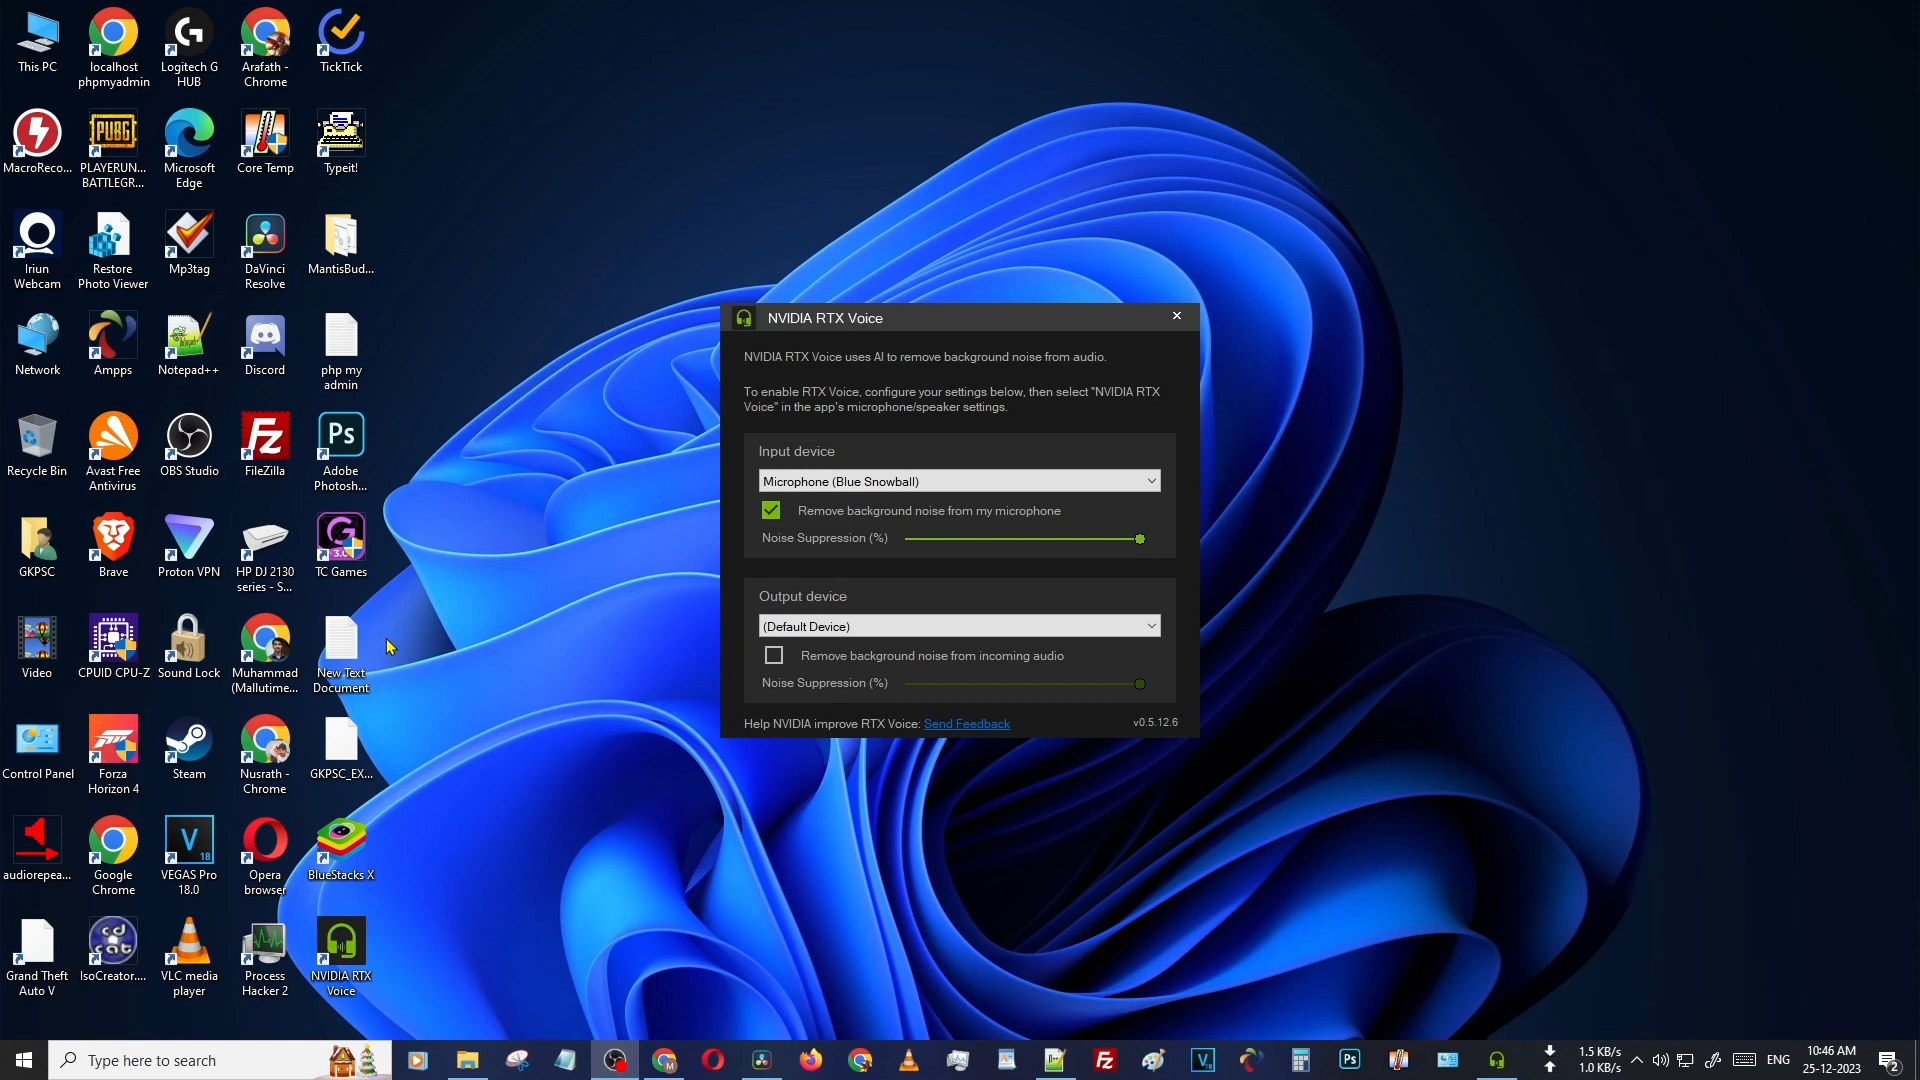 This PC
localhost
phpmyadmin
Logitech G
HUB
Arafath -
Chrome
TickTick
MacroReco...
PLAYERUN...
BATTLEGR...
Microsoft
Edge
Core Temp
Typeit!
Iriun
Webcam
Restore
Photo Viewer
Mp3tag
DaVinci
Resolve
MantisBud...
Network
Ampps
Notepad++
Discord
php my
admin
Recycle Bin
Avast Free
Antivirus
OBS Studio
FileZilla
Adobe
Photosh...
GKPSC
Brave
Proton VPN
HP DJ 2130
series - S...
TC Games
Video
CPUID CPU-Z
Sound Lock
Muhammad
(Mallutime...
New Text
Document
Control Panel
Forza
Horizon 4
Steam
Nusrath -
Chrome
GKPSC_EX...
audiorepea...
Google
Chrome
VEGAS Pro
18.0
Opera
browser
BlueStacks X
Grand Theft
Auto V
IsoCreator....
VLC media
player
Process
Hacker 2
NVIDIA RTX
Voice
NVIDIA RTX Voice
NVIDIA RTX Voice uses AI to remove background noise from audio.
To enable RTX Voice, configure your settings below, then select "NVIDIA RTX
Voice" in the app's microphone/speaker settings.
Input device
Microphone (Blue Snowball)
Remove background noise from my microphone
Noise Suppression (%)
Output device
(Default Device)
Remove background noise from incoming audio
Noise Suppression (%)
Help NVIDIA improve RTX Voice: Send Feedback
v0.5.12.6
Type here to search
1.5 KB/s
1.0 KB/s
ENG
10:46 AM
25-12-2023
2